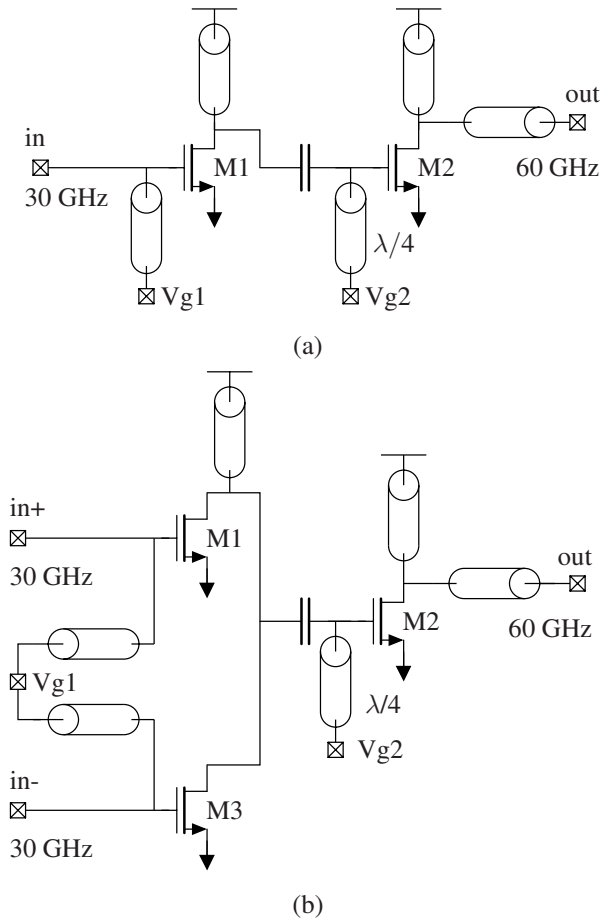 in
30 GHz
M1
Vg1
M2
λ/4
Vg2
out
60 GHz
(a)
in+
30 GHz
M1
Vg1
in-
30 GHz
M3
M2
λ/4
Vg2
out
60 GHz
(b)